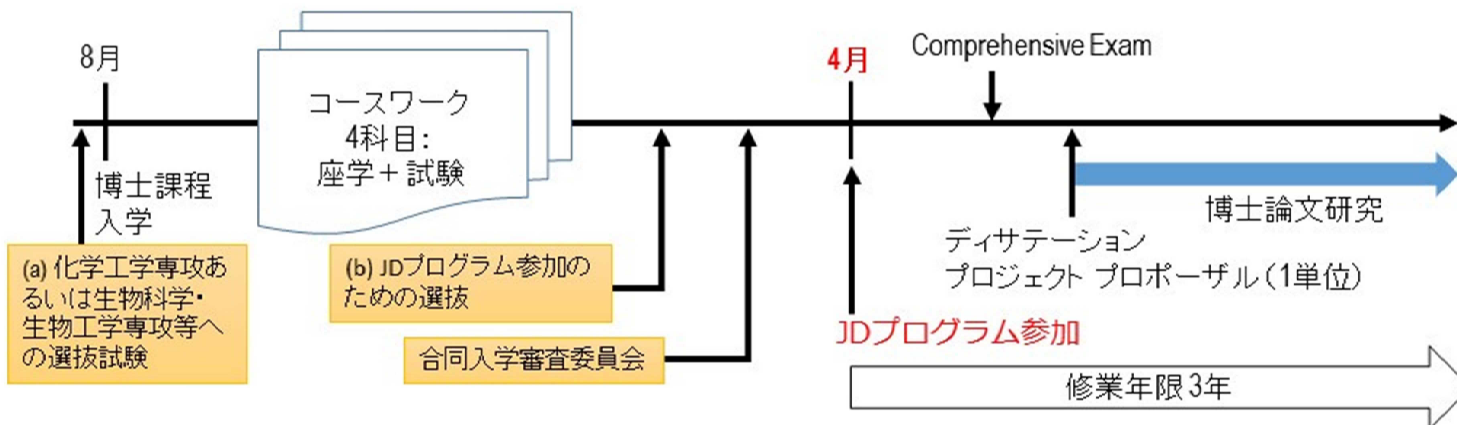 8月
博士課程
入学
コースワーク
4科目:
座学＋試験
4月
Comprehensive Exam
博士論文研究
ディサテーション
プロジェクト プロポーザル（1単位）
(a) 化学工学専攻あ
るいは生物科学・
生物工学専攻等へ
の選抜試験
(b) JDプログラム参加の
ための選抜
合同入学審査委員会
JDプログラム参加
修業年限3年